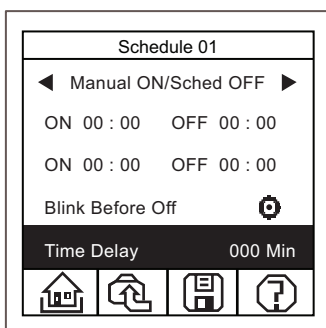 Schedule 01
Manual ON/Sched OFF
ON 00 : 00 OFF 00 : 00
ON 00 : 00 OFF 00 : 00
Blink Before Off
Time Delay 000 Min